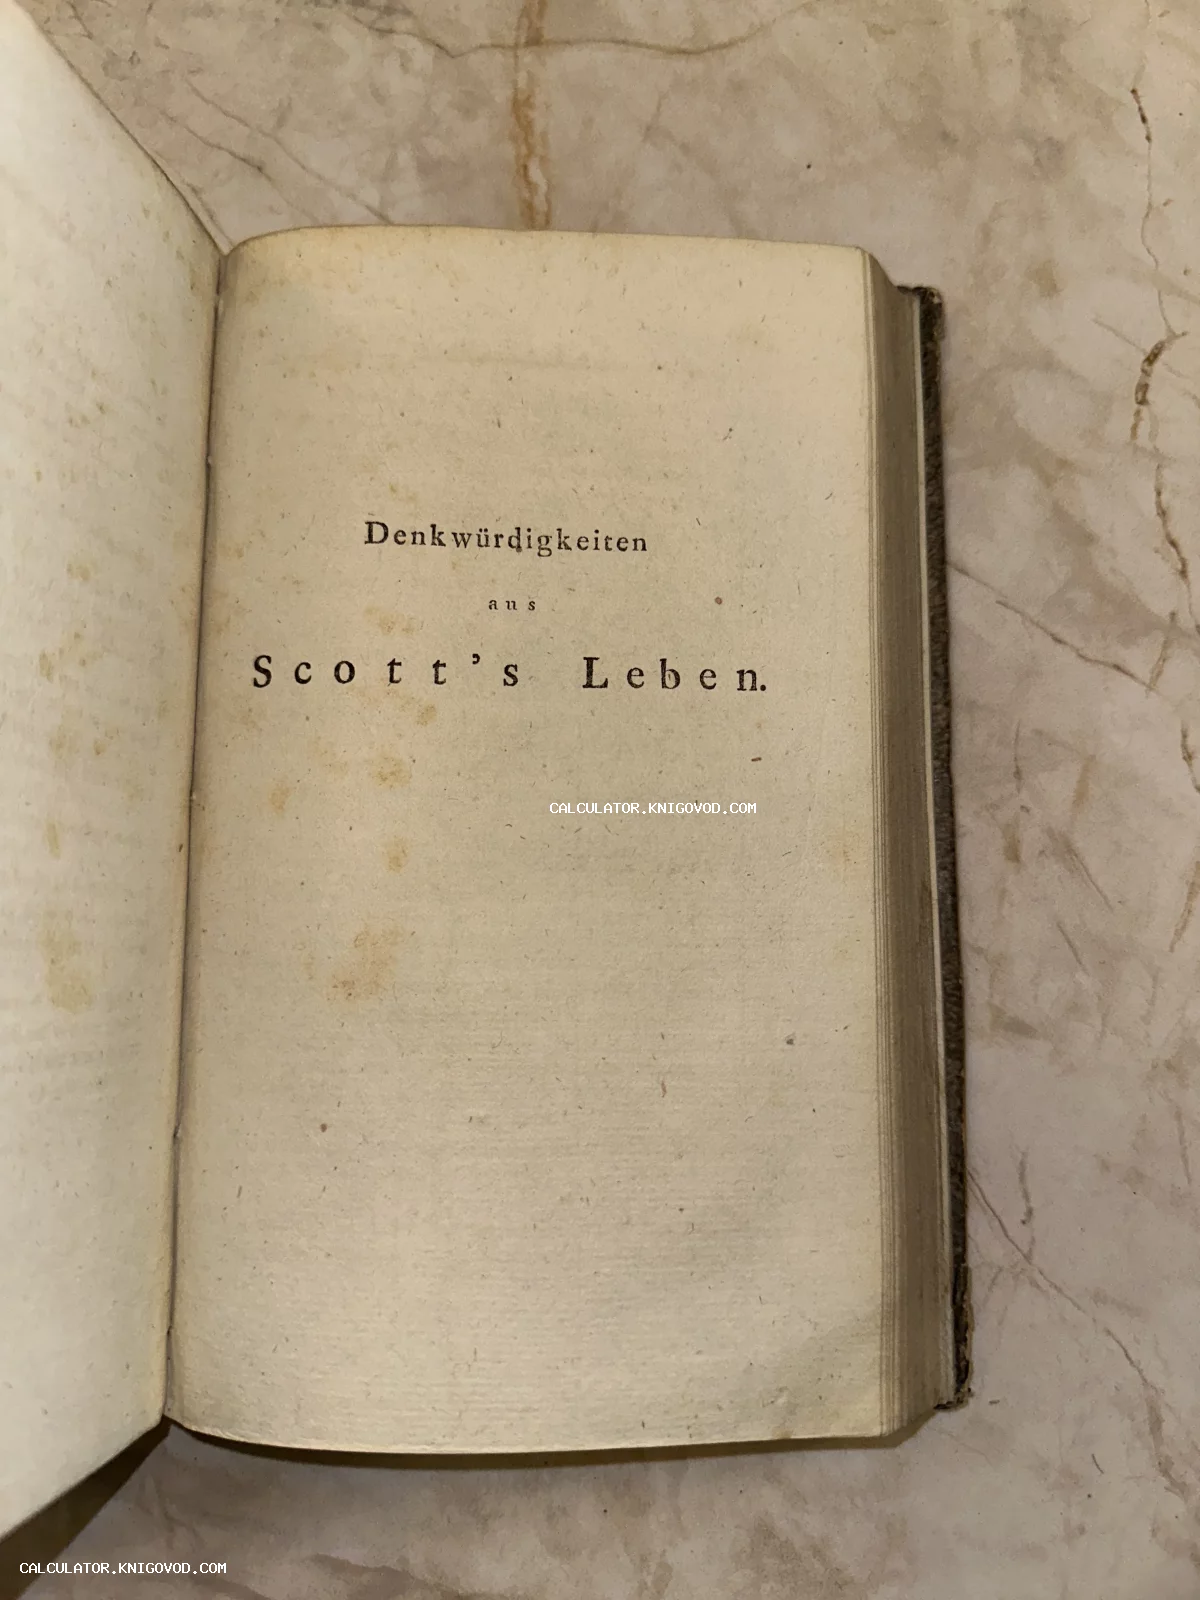 Denkwürdigkeiten
aus
Scott's Leben.
CALCULATOR.KNIGOVOD.COM
CALCULATOR.KNIGOVOD.COM